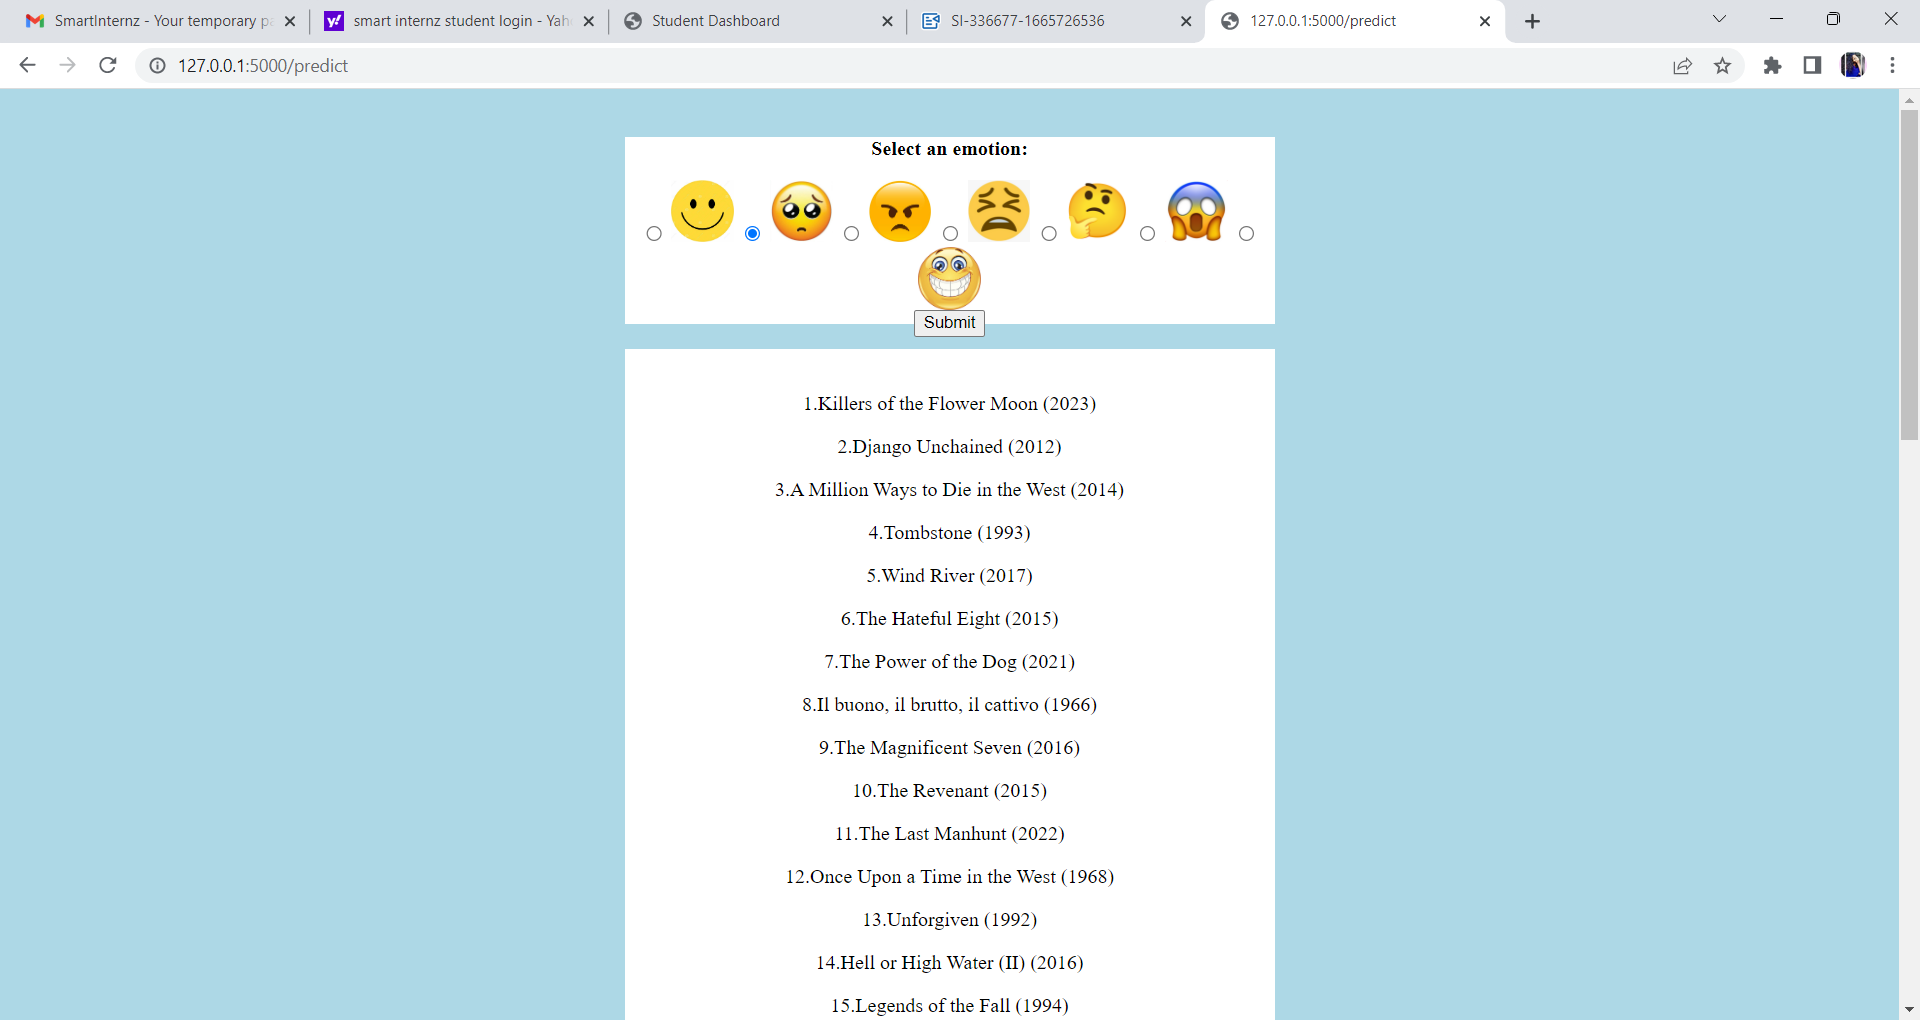 SmartInternz - Your temporary pa
smart internz student login - Yah
Student Dashboard
SI-336677-1665726536
127.0.0.1:5000/predict
127.0.0.1:5000/predict
Select an emotion:
Submit
1.Killers of the Flower Moon (2023)
2.Django Unchained (2012)
3.A Million Ways to Die in the West (2014)
4.Tombstone (1993)
5.Wind River (2017)
6.The Hateful Eight (2015)
7.The Power of the Dog (2021)
8.Il buono, il brutto, il cattivo (1966)
9.The Magnificent Seven (2016)
10.The Revenant (2015)
11.The Last Manhunt (2022)
12.Once Upon a Time in the West (1968)
13.Unforgiven (1992)
14.Hell or High Water (II) (2016)
15.Legends of the Fall (1994)